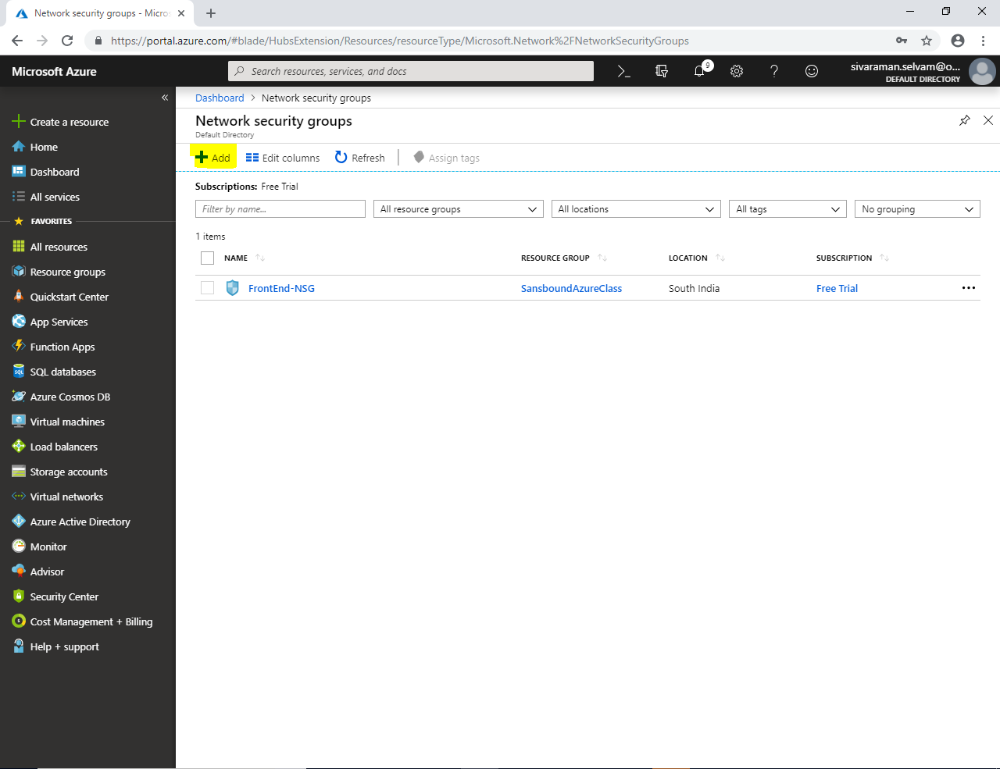 Network security groups - Micros
https://portal.azure.com/#blade/HubsExtension/Resources/resourceType/Microsoft.Network%2FNetworkSecurityGroups
Microsoft Azure
Search resources, services, and docs
9
sivaraman.selvam@o...
DEFAULT DIRECTORY
Create a resource
Home
Dashboard
All services
FAVORITES
All resources
Resource groups
Quickstart Center
App Services
Function Apps
SQL databases
Azure Cosmos DB
Virtual machines
Load balancers
Storage accounts
Virtual networks
Azure Active Directory
Monitor
Advisor
Security Center
Cost Management + Billing
Help + support
Dashboard > Network security groups
Network security groups
Default Directory
Add Edit columns Refresh Assign tags
Subscriptions: Free Trial
Filter by name... All resource groups All locations All tags No grouping
1 items
NAME RESOURCE GROUP LOCATION SUBSCRIPTION
FrontEnd-NSG SansboundAzureClass South India Free Trial